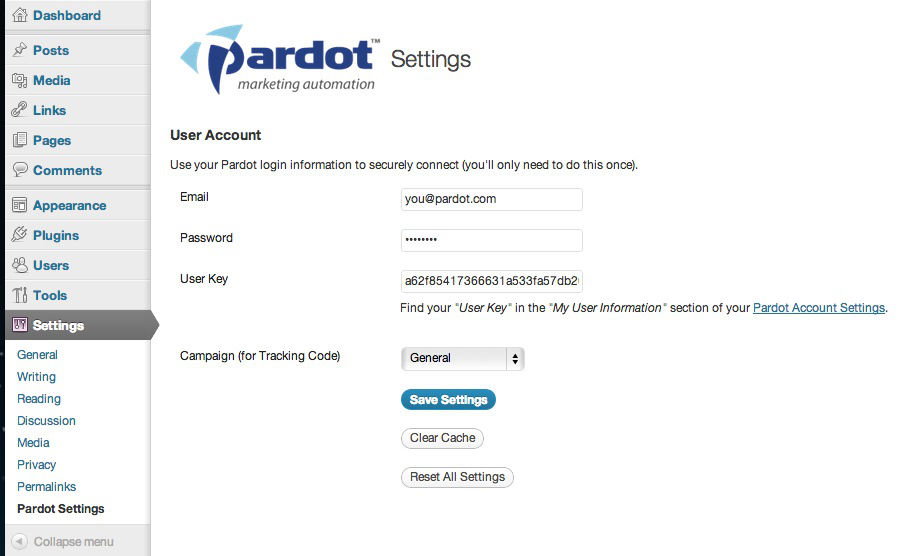 Dashboard
Posts
Media
Links
Pages
Comments
Appearance
Plugins
Users
Tools
Settings
General
Writing
Reading
Discussion
Media
Privacy
Permalinks
Pardot Settings
Collapse menu
Pardot™ Settings
marketing automation
User Account
Use your Pardot login information to securely connect (you'll only need to do this once).
Email you@pardot.com
Password ••••••••
User Key a62f85417366631a533fa57db2
Find your "User Key" in the "My User Information" section of your Pardot Account Settings.
Campaign (for Tracking Code) General
Save Settings
Clear Cache
Reset All Settings